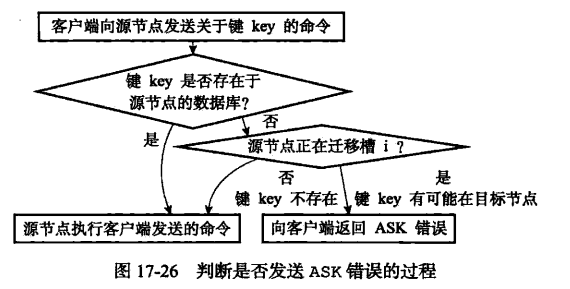 客户端向源节点发送关于键 key 的命令
键 key 是否存在于
源节点的数据库?
是
否
源节点正在迁移槽 i ?
否
键 key 不存在
是
键 key 有可能在目标节点
源节点执行客户端发送的命令
向客户端返回 ASK 错误
图 17-26 判断是否发送 ASK 错误的过程